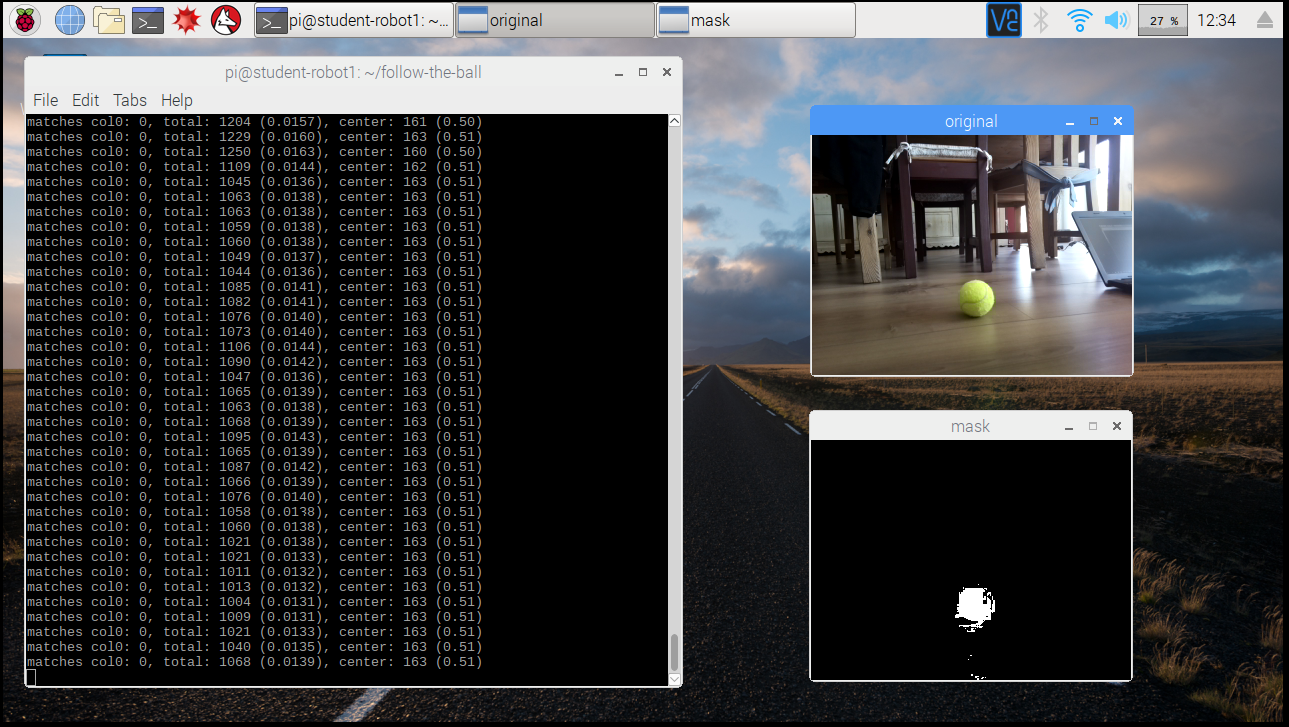 pi@student-robot1: ~...
original
mask
27 %
12:34
pi@student-robot1: ~/follow-the-ball
File Edit Tabs Help
matches col0: 0, total: 1204 (0.0157), center: 161 (0.50)
matches col0: 0, total: 1229 (0.0160), center: 163 (0.51)
matches col0: 0, total: 1250 (0.0163), center: 160 (0.50)
matches col0: 0, total: 1109 (0.0144), center: 162 (0.51)
matches col0: 0, total: 1045 (0.0136), center: 163 (0.51)
matches col0: 0, total: 1063 (0.0138), center: 163 (0.51)
matches col0: 0, total: 1063 (0.0138), center: 163 (0.51)
matches col0: 0, total: 1059 (0.0138), center: 163 (0.51)
matches col0: 0, total: 1060 (0.0138), center: 163 (0.51)
matches col0: 0, total: 1049 (0.0137), center: 163 (0.51)
matches col0: 0, total: 1044 (0.0136), center: 163 (0.51)
matches col0: 0, total: 1085 (0.0141), center: 163 (0.51)
matches col0: 0, total: 1082 (0.0141), center: 163 (0.51)
matches col0: 0, total: 1076 (0.0140), center: 163 (0.51)
matches col0: 0, total: 1073 (0.0140), center: 163 (0.51)
matches col0: 0, total: 1106 (0.0144), center: 163 (0.51)
matches col0: 0, total: 1090 (0.0142), center: 163 (0.51)
matches col0: 0, total: 1047 (0.0136), center: 163 (0.51)
matches col0: 0, total: 1065 (0.0139), center: 163 (0.51)
matches col0: 0, total: 1063 (0.0138), center: 163 (0.51)
matches col0: 0, total: 1068 (0.0139), center: 163 (0.51)
matches col0: 0, total: 1095 (0.0143), center: 163 (0.51)
matches col0: 0, total: 1065 (0.0139), center: 163 (0.51)
matches col0: 0, total: 1087 (0.0142), center: 163 (0.51)
matches col0: 0, total: 1066 (0.0139), center: 163 (0.51)
matches col0: 0, total: 1076 (0.0140), center: 163 (0.51)
matches col0: 0, total: 1058 (0.0138), center: 163 (0.51)
matches col0: 0, total: 1060 (0.0138), center: 163 (0.51)
matches col0: 0, total: 1021 (0.0138), center: 163 (0.51)
matches col0: 0, total: 1021 (0.0133), center: 163 (0.51)
matches col0: 0, total: 1011 (0.0132), center: 163 (0.51)
matches col0: 0, total: 1013 (0.0132), center: 163 (0.51)
matches col0: 0, total: 1004 (0.0131), center: 163 (0.51)
matches col0: 0, total: 1009 (0.0131), center: 163 (0.51)
matches col0: 0, total: 1021 (0.0133), center: 163 (0.51)
matches col0: 0, total: 1040 (0.0135), center: 163 (0.51)
matches col0: 0, total: 1068 (0.0139), center: 163 (0.51)
original
mask